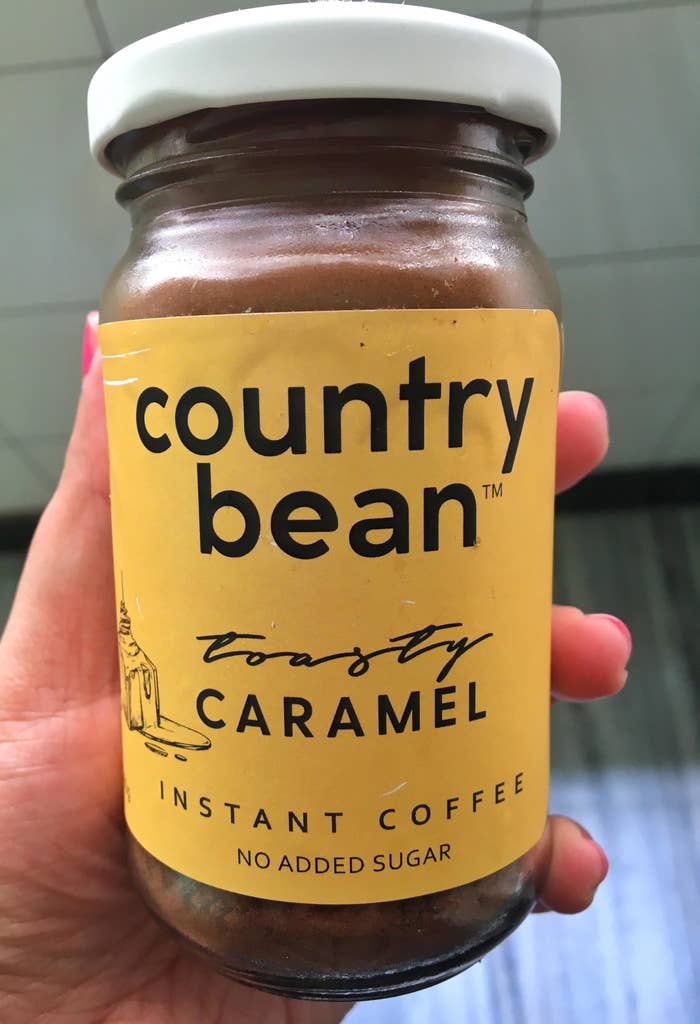 country
bean™
toasty
CARAMEL
INSTANT COFFEE
NO ADDED SUGAR